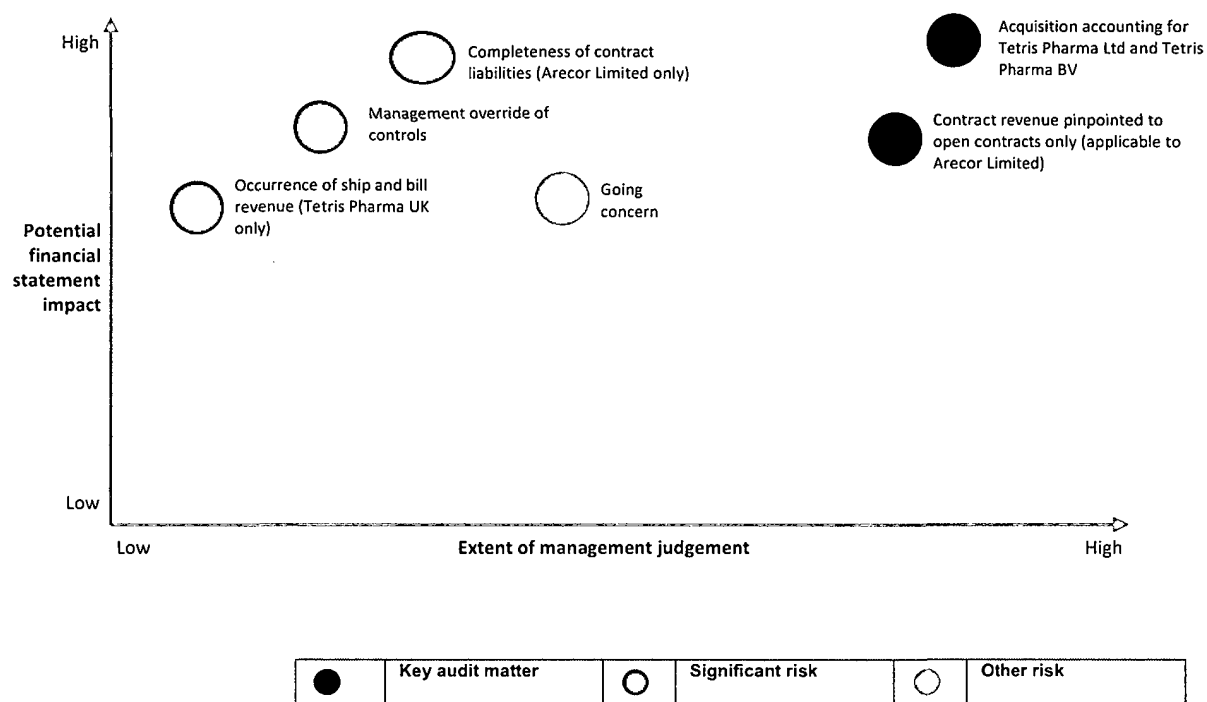 High
Completeness of contract
liabilities (Arecor Limited only)
Acquisition accounting for
Tetris Pharma Ltd and Tetris
Pharma BV
Management override of
controls
Contract revenue pinpointed to
open contracts only (applicable to
Arecor Limited)
Occurrence of ship and bill
revenue (Tetris Pharma UK
only)
Going
concern
Potential
financial
statement
impact
Low
Low
Extent of management judgement
High
Key audit matter
Significant risk
Other risk